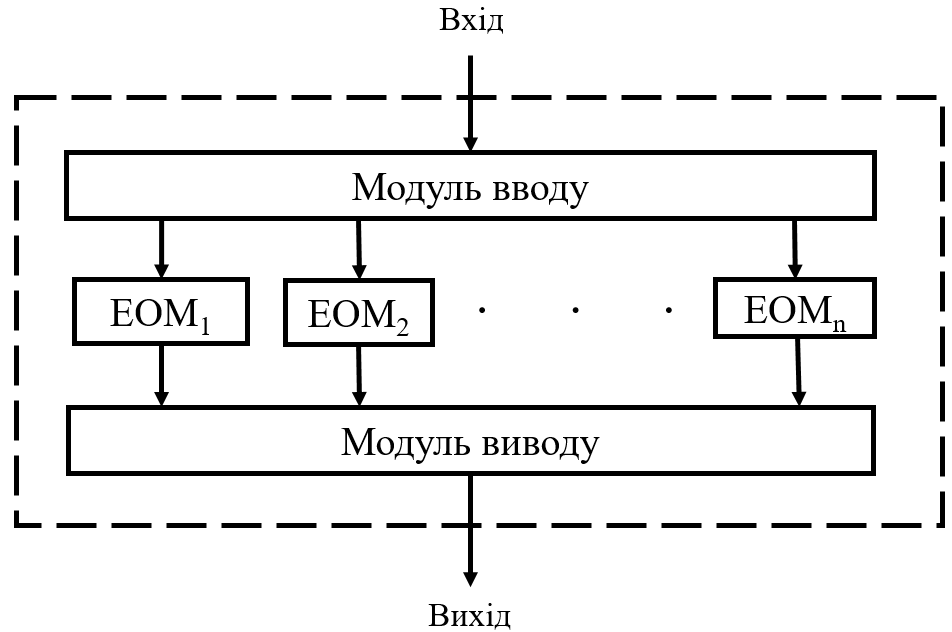 Вхід
Модуль вводу
ЕОМ1 ЕОМ2 . . . ЕОМn
Модуль виводу
Вихід